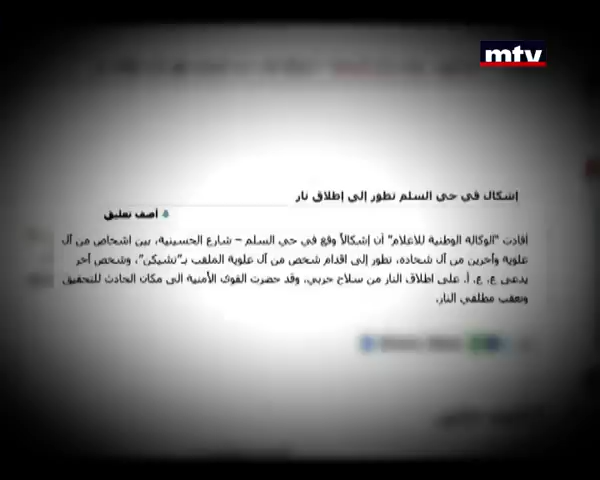 mtv
إشكال في حي السلم تطور إلى إطلاق نار
أضف تعليق
أفادت "الوكالة الوطنية للاعلام" أن إشكالاً وقع في حي السلم – شارع الحسينية، بين اشخاص من آل
علوية وآخرين من آل شحادة، تطور إلى اقدام شخص من آل علوية الملقب بـ"تشيكن"، وشخص آخر
يدعى ع. ع. أ. على اطلاق النار من سلاح حربي، وقد حضرت القوى الأمنية الى مكان الحادث للتحقيق
وتعقب مطلقي النار.